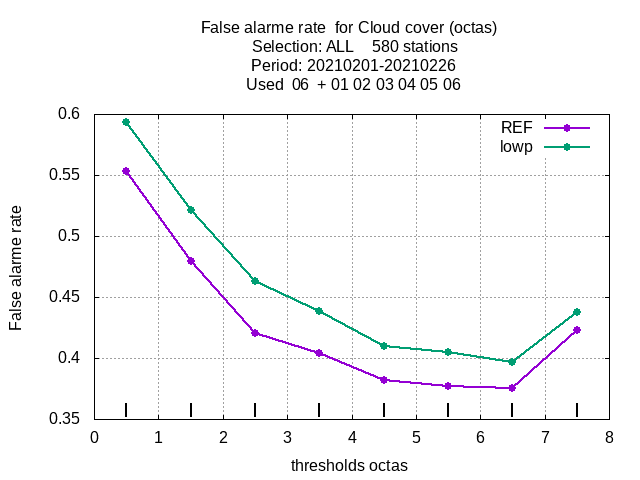 False alarme rate  for Cloud cover (octas)
Selection: ALL    580 stations
Period: 20210201-20210226
Used  06  + 01 02 03 04 05 06
REF
lowp
False alarme rate
0.6
0.55
0.5
0.45
0.4
0.35
0 1 2 3 4 5 6 7 8
thresholds octas